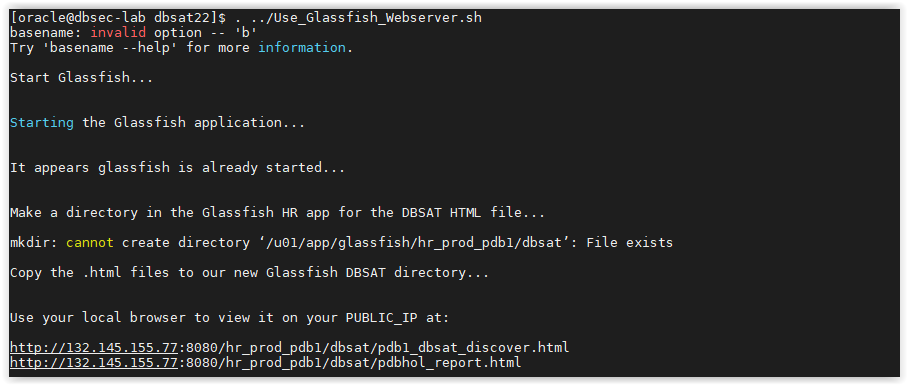 [oracle@dbsec-lab dbsat22]$ . ../Use_Glassfish_Webserver.sh
basename: invalid option -- 'b'
Try 'basename --help' for more information.
Start Glassfish...
Starting the Glassfish application...
It appears glassfish is already started...
Make a directory in the Glassfish HR app for the DBSAT HTML file...
mkdir: cannot create directory ‘/u01/app/glassfish/hr_prod_pdb1/dbsat’: File exists
Copy the .html files to our new Glassfish DBSAT directory...
Use your local browser to view it on your PUBLIC_IP at:
http://132.145.155.77:8080/hr_prod_pdb1/dbsat/pdb1_dbsat_discover.html
http://132.145.155.77:8080/hr_prod_pdb1/dbsat/pdbhol_report.html